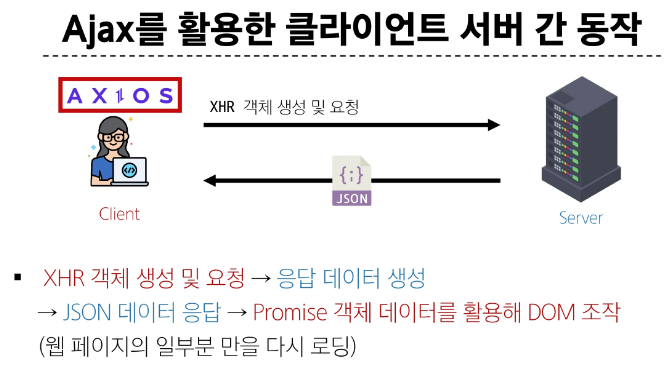 Ajax를 활용한 클라이언트 서버 간 동작
AXIOS
XHR 객체 생성 및 요청
{;}
JSON
</>
Client
Server
▪ XHR 객체 생성 및 요청 → 응답 데이터 생성
→ JSON 데이터 응답 → Promise 객체 데이터를 활용해 DOM 조작
(웹 페이지의 일부분 만을 다시 로딩)